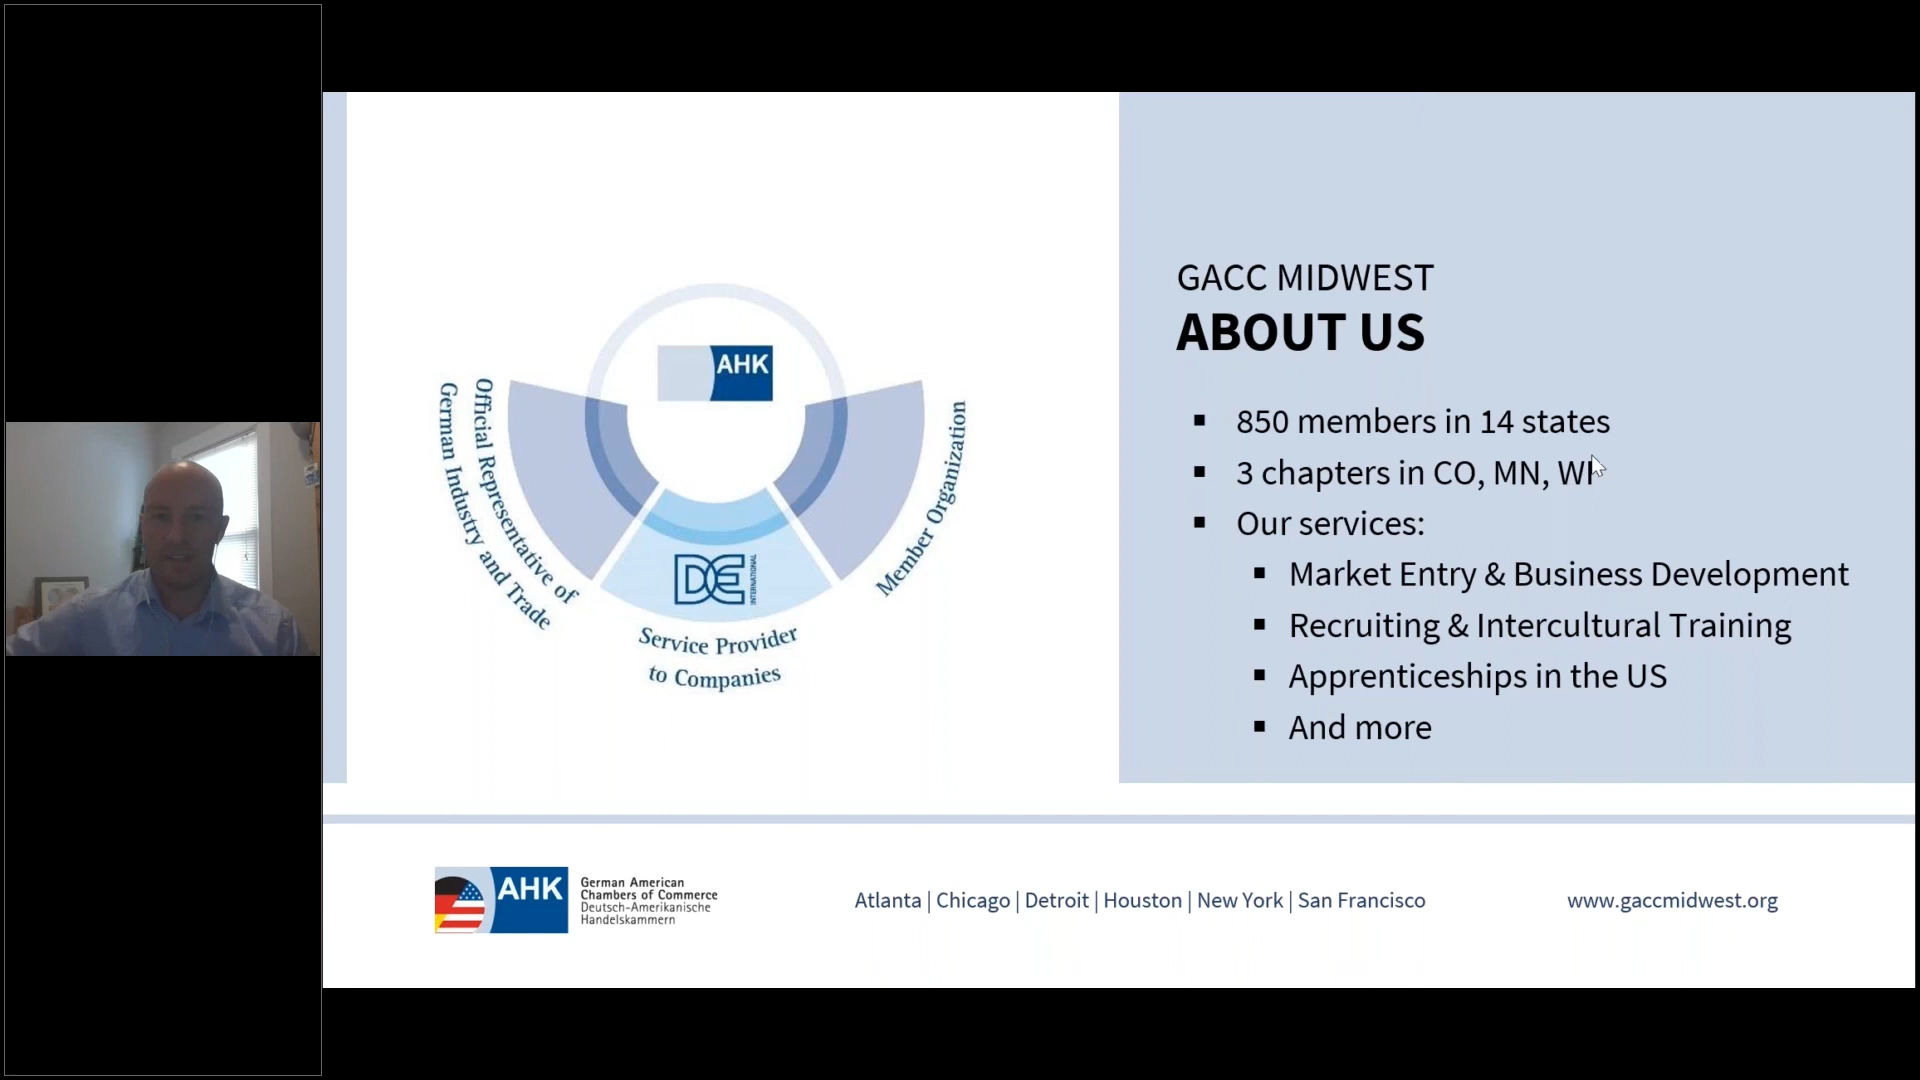 AHK
Official Representative of
German Industry and Trade
DE INTERNATIONAL
Service Provider
to Companies
Member Organization
GACC MIDWEST
ABOUT US
850 members in 14 states
3 chapters in CO, MN, WI
Our services:
Market Entry & Business Development
Recruiting & Intercultural Training
Apprenticeships in the US
And more
AHK
German American
Chambers of Commerce
Deutsch-Amerikanische
Handelskammern
Atlanta | Chicago | Detroit | Houston | New York | San Francisco
www.gaccmidwest.org